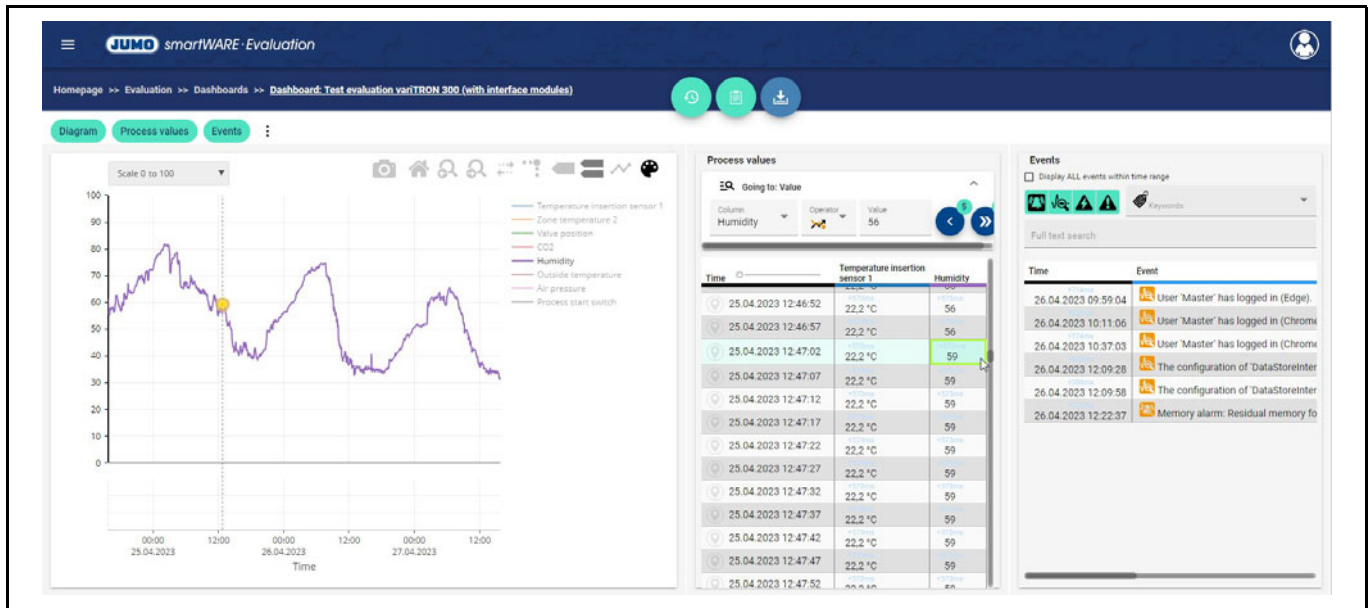 JUMO smartWARE·Evaluation
Homepage >> Evaluation >> Dashboards >> Dashboard: Test evaluation variTRON 300 (with interface modules)
Diagram Process values Events
Scale 0 to 100
100
90
80
70
60
50
40
30
20
10
0
Temperature insertion sensor 1
Zone temperature 2
Valve position
CO2
Humidity
Outside temperature
Air pressure
Process start switch
00:00 12:00 00:00 12:00 00:00 12:00
25.04.2023 26.04.2023 27.04.2023
Time
Process values
Going to: Value
Column Operator Value
Humidity 56
5
Time Temperature insertion sensor 1 Humidity
25.04.2023 12:46:52 22,2 °C 56
25.04.2023 12:46:57 22,2 °C 56
25.04.2023 12:47:02 22,2 °C 59
25.04.2023 12:47:07 22,2 °C 59
25.04.2023 12:47:12 22,2 °C 59
25.04.2023 12:47:17 22,2 °C 59
25.04.2023 12:47:22 22,2 °C 59
25.04.2023 12:47:27 22,2 °C 59
25.04.2023 12:47:32 22,2 °C 59
25.04.2023 12:47:37 22,2 °C 59
25.04.2023 12:47:42 22,2 °C 59
25.04.2023 12:47:47 22,2 °C 59
25.04.2023 12:47:52
Events
Display ALL events within time range
Keywords
Full text search
Time Event
26.04.2023 09:59:04 User 'Master' has logged in (Edge).
26.04.2023 10:11:06 User 'Master' has logged in (Chrome
26.04.2023 10:37:03 User 'Master' has logged in (Chrome
26.04.2023 12:09:28 The configuration of 'DataStoreInter
26.04.2023 12:09:58 The configuration of 'DataStoreInter
26.04.2023 12:22:37 Memory alarm: Residual memory fo